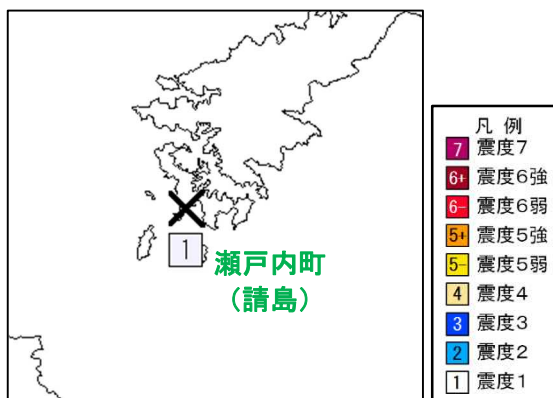 1
瀬戸内町
（請島）
凡 例
7 震度7
6+ 震度6強
6- 震度6弱
5+ 震度5強
5- 震度5弱
4 震度4
3 震度3
2 震度2
1 震度1